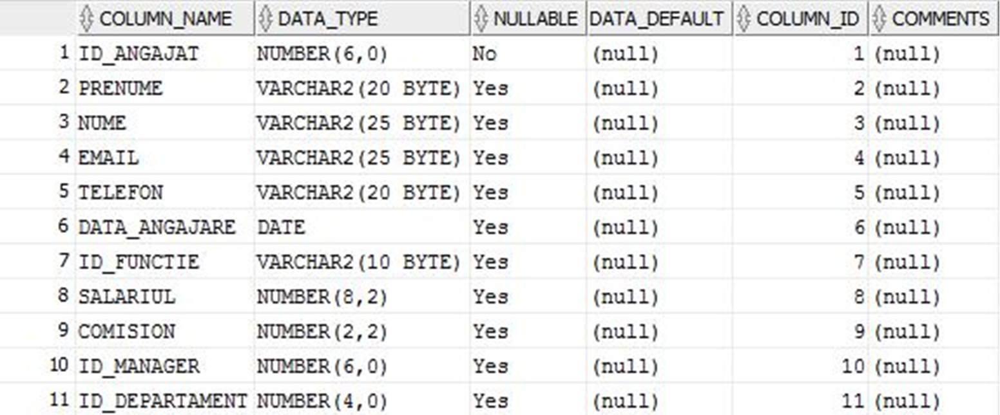 COLUMN_NAME DATA_TYPE NULLABLE DATA_DEFAULT COLUMN_ID COMMENTS
1 ID_ANGAJAT NUMBER(6,0) No (null) 1 (null)
2 PRENUME VARCHAR2(20 BYTE) Yes (null) 2 (null)
3 NUME VARCHAR2(25 BYTE) Yes (null) 3 (null)
4 EMAIL VARCHAR2(25 BYTE) Yes (null) 4 (null)
5 TELEFON VARCHAR2(20 BYTE) Yes (null) 5 (null)
6 DATA_ANGAJARE DATE Yes (null) 6 (null)
7 ID_FUNCTIE VARCHAR2(10 BYTE) Yes (null) 7 (null)
8 SALARIUL NUMBER(8,2) Yes (null) 8 (null)
9 COMISION NUMBER(2,2) Yes (null) 9 (null)
10 ID_MANAGER NUMBER(6,0) Yes (null) 10 (null)
11 ID_DEPARTAMENT NUMBER(4,0) Yes (null) 11 (null)